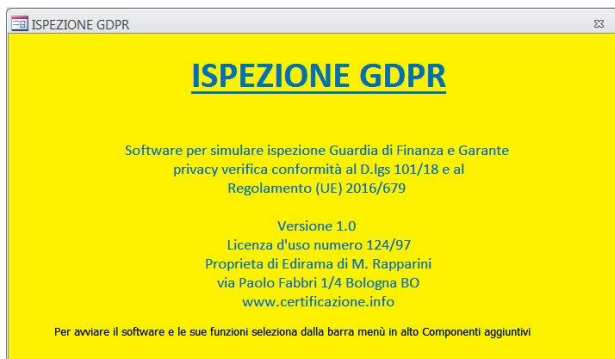 ISPEZIONE GDPR
ISPEZIONE GDPR
Software per simulare ispezione Guardia di Finanza e Garante
privacy verifica conformità al D.lgs 101/18 e al
Regolamento (UE) 2016/679
Versione 1.0
Licenza d'uso numero 124/97
Proprieta di Edirama di M. Rapparini
via Paolo Fabbri 1/4 Bologna BO
www.certificazione.info
Per avviare il software e le sue funzioni seleziona dalla barra menù in alto Componenti aggiuntivi